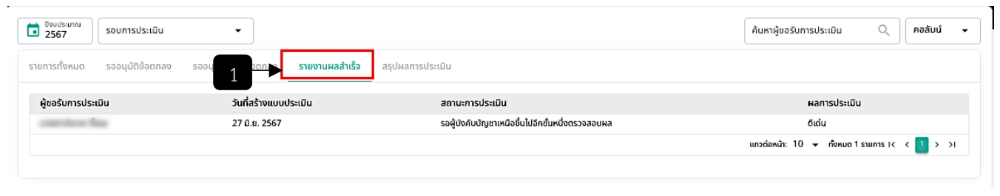 ปีงบประมาณ
2567
รอบการประเมิน
ค้นหาผู้ขอรับการประเมิน
คอลัมน์
รายการทั้งหมด รออนุมัติข้อตกลง
1
รายงานผลสำเร็จ สรุปผลการประเมิน
ผู้ขอรับการประเมิน วันที่สร้างแบบประเมิน สถานะการประเมิน ผลการประเมิน
27 มิ.ย. 2567 รอผู้บังคับบัญชาเหนือขึ้นไปอีกชั้นหนึ่งตรวจสอบผล ดีเด่น
แถวต่อหน้า: 10 ทั้งหมด 1 รายการ |< < 1 > >|